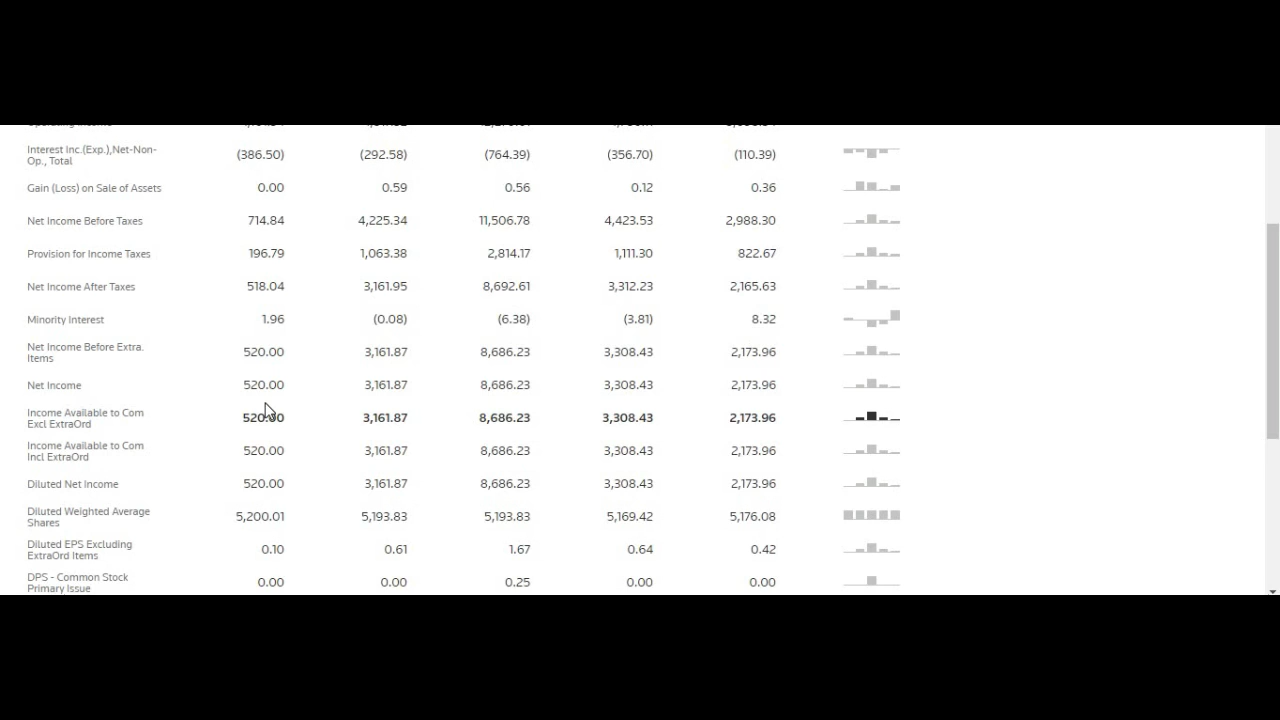 Interest Inc.(Exp.),Net-Non-
Op., Total (386.50) (292.58) (764.39) (356.70) (110.39)
Gain (Loss) on Sale of Assets 0.00 0.59 0.56 0.12 0.36
Net Income Before Taxes 714.84 4,225.34 11,506.78 4,423.53 2,988.30
Provision for Income Taxes 196.79 1,063.38 2,814.17 1,111.30 822.67
Net Income After Taxes 518.04 3,161.95 8,692.61 3,312.23 2,165.63
Minority Interest 1.96 (0.08) (6.38) (3.81) 8.32
Net Income Before Extra.
Items 520.00 3,161.87 8,686.23 3,308.43 2,173.96
Net Income 520.00 3,161.87 8,686.23 3,308.43 2,173.96
Income Available to Com
Excl ExtraOrd 520.00 3,161.87 8,686.23 3,308.43 2,173.96
Income Available to Com
Incl ExtraOrd 520.00 3,161.87 8,686.23 3,308.43 2,173.96
Diluted Net Income 520.00 3,161.87 8,686.23 3,308.43 2,173.96
Diluted Weighted Average
Shares 5,200.01 5,193.83 5,193.83 5,169.42 5,176.08
Diluted EPS Excluding
ExtraOrd Items 0.10 0.61 1.67 0.64 0.42
DPS - Common Stock
Primary Issue 0.00 0.00 0.25 0.00 0.00